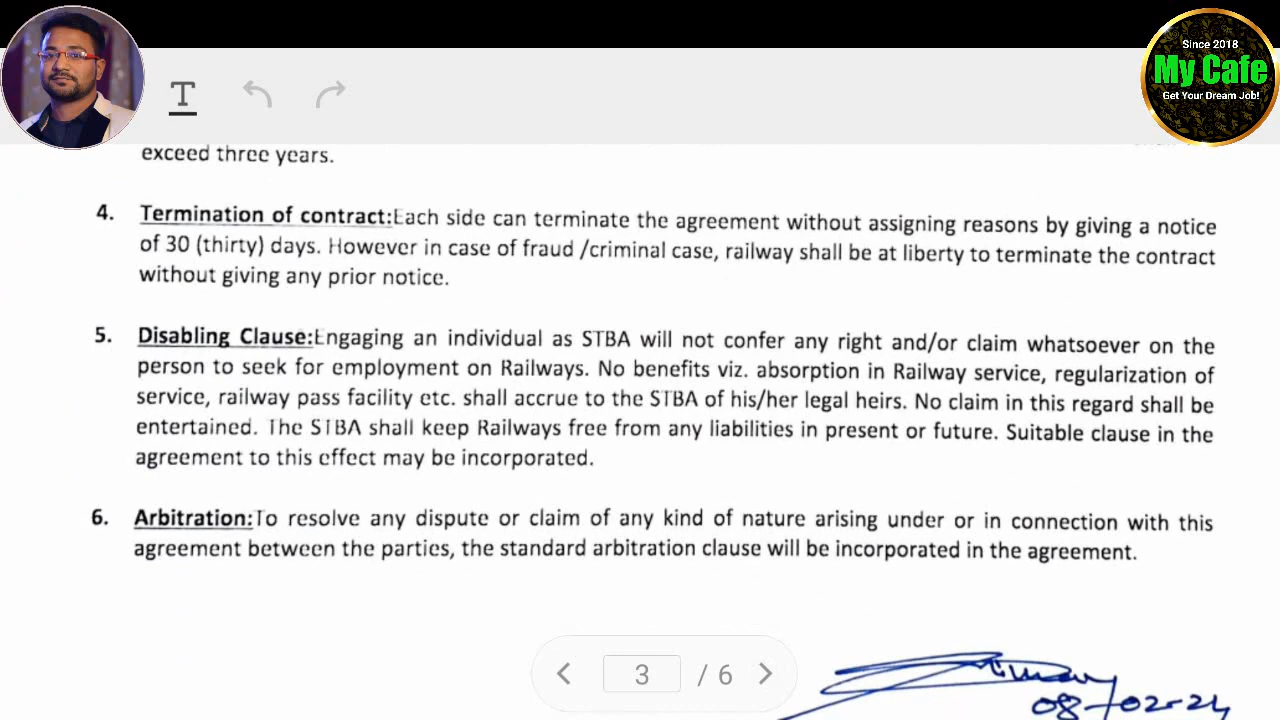 Since 2018
My Cafe
Get Your Dream Job!
T
exceed three years.
4. Termination of contract:Each side can terminate the agreement without assigning reasons by giving a notice
of 30 (thirty) days. However in case of fraud /criminal case, railway shall be at liberty to terminate the contract
without giving any prior notice.
5. Disabling Clause:Engaging an individual as STBA will not confer any right and/or claim whatsoever on the
person to seek for employment on Railways. No benefits viz. absorption in Railway service, regularization of
service, railway pass facility etc. shall accrue to the STBA of his/her legal heirs. No claim in this regard shall be
entertained. The STBA shall keep Railways free from any liabilities in present or future. Suitable clause in the
agreement to this effect may be incorporated.
6. Arbitration:To resolve any dispute or claim of any kind of nature arising under or in connection with this
agreement between the parties, the standard arbitration clause will be incorporated in the agreement.
3 / 6
08-02-24